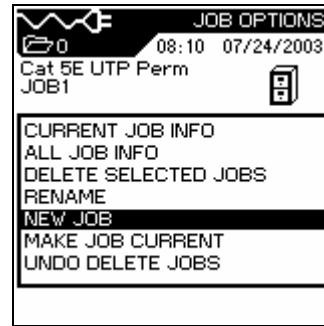 JOB OPTIONS
0 08:10 07/24/2003
Cat 5E UTP Perm
JOB1
CURRENT JOB INFO
ALL JOB INFO
DELETE SELECTED JOBS
RENAME
NEW JOB
MAKE JOB CURRENT
UNDO DELETE JOBS